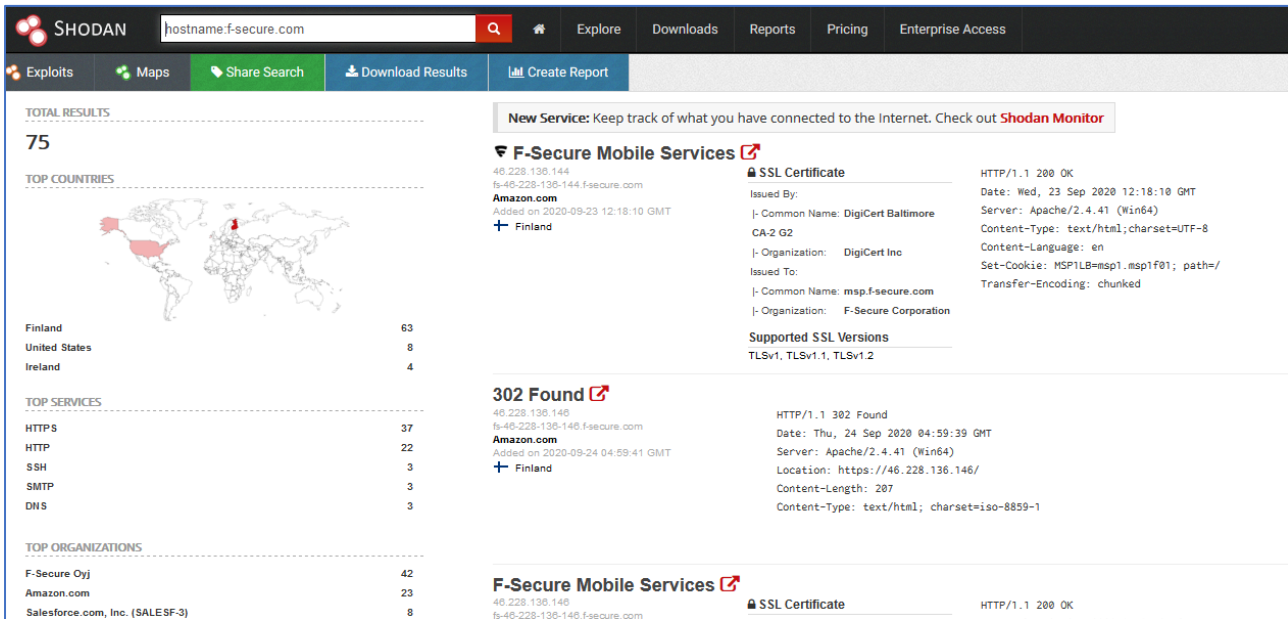 SHODAN
hostname:f-secure.com
Explore
Downloads
Reports
Pricing
Enterprise Access
Exploits
Maps
Share Search
Download Results
Create Report
TOTAL RESULTS
75
TOP COUNTRIES
Finland 63
United States 8
Ireland 4
TOP SERVICES
HTTPS 37
HTTP 22
SSH 3
SMTP 3
DNS 3
TOP ORGANIZATIONS
F-Secure Oyj 42
Amazon.com 23
Salesforce.com, Inc. (SALESF-3) 8
New Service: Keep track of what you have connected to the Internet. Check out Shodan Monitor
F-Secure Mobile Services
46.228.136.144
fs-46-228-136-144.f-secure.com
Amazon.com
Added on 2020-09-23 12:18:10 GMT
Finland
SSL Certificate
Issued By:
|- Common Name: DigiCert Baltimore
CA-2 G2
|- Organization: DigiCert Inc
Issued To:
|- Common Name: msp.f-secure.com
|- Organization: F-Secure Corporation
Supported SSL Versions
TLSv1, TLSv1.1, TLSv1.2
HTTP/1.1 200 OK
Date: Wed, 23 Sep 2020 12:18:10 GMT
Server: Apache/2.4.41 (Win64)
Content-Type: text/html;charset=UTF-8
Content-Language: en
Set-Cookie: MSP1LB=msp1.msp1f01; path=/
Transfer-Encoding: chunked
302 Found
46.228.136.146
fs-46-228-136-146.f-secure.com
Amazon.com
Added on 2020-09-24 04:59:41 GMT
Finland
HTTP/1.1 302 Found
Date: Thu, 24 Sep 2020 04:59:39 GMT
Server: Apache/2.4.41 (Win64)
Location: https://46.228.136.146/
Content-Length: 207
Content-Type: text/html; charset=iso-8859-1
F-Secure Mobile Services
46.228.136.146
fs-46-228-136-146.f-secure.com
SSL Certificate
HTTP/1.1 200 OK